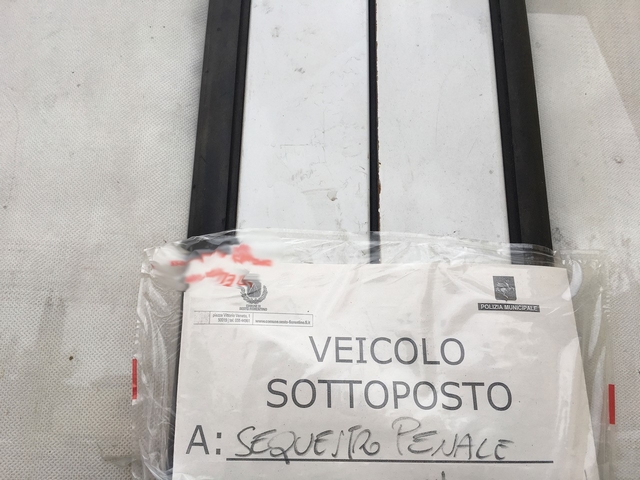 POLIZIA MUNICIPALE
VEICOLO
SOTTOPOSTO
A: SEQUESTRO PENALE